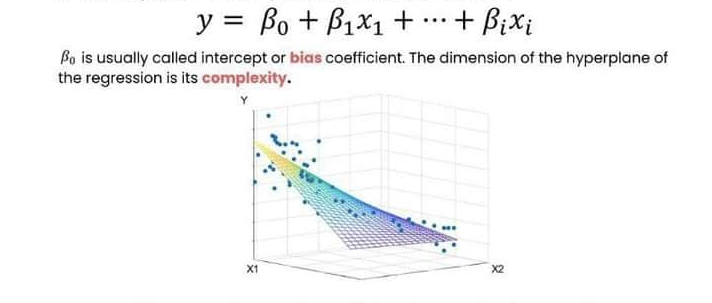 y = β₀ + β₁x₁ + ⋯ + βᵢxᵢ
β₀ is usually called intercept or bias coefficient. The dimension of the hyperplane of
the regression is its complexity.
Y
X1
X2